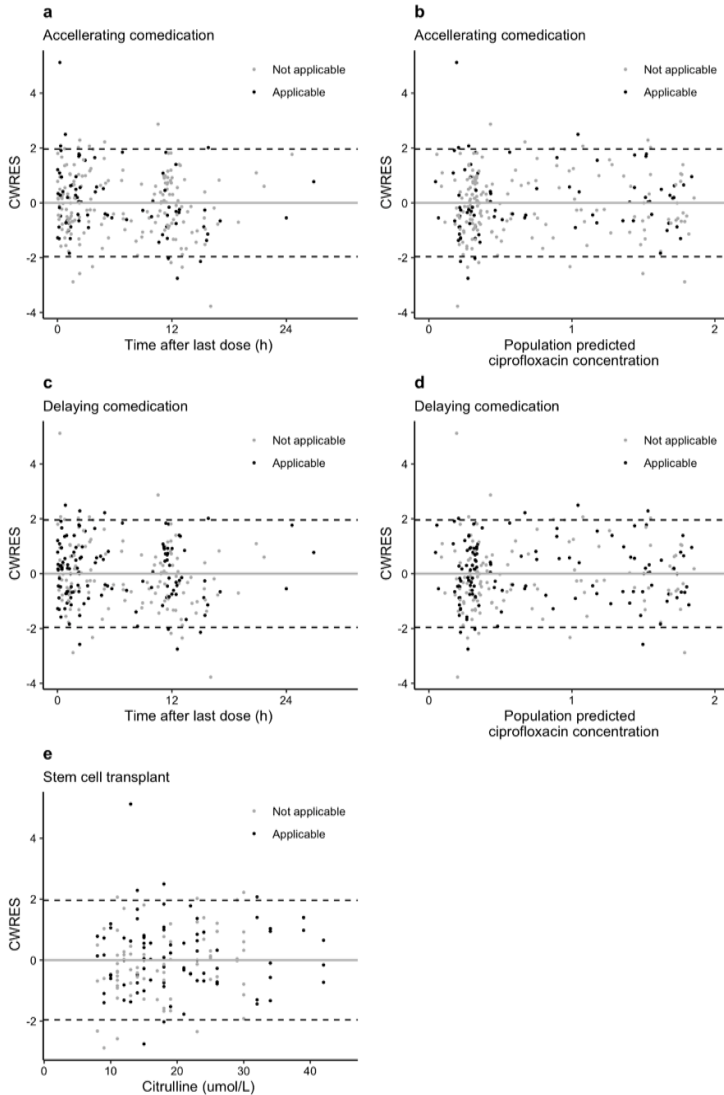 a
Accellerating comedication
Not applicable
Applicable
CWRES
4
2
0
-2
-4
0
12
24
Time after last dose (h)
b
Accellerating comedication
Not applicable
Applicable
CWRES
4
2
0
-2
-4
0
1
2
Population predicted
ciprofloxacin concentration
c
Delaying comedication
Not applicable
Applicable
CWRES
4
2
0
-2
-4
0
12
24
Time after last dose (h)
d
Delaying comedication
Not applicable
Applicable
CWRES
4
2
0
-2
-4
0
1
2
Population predicted
ciprofloxacin concentration
e
Stem cell transplant
Not applicable
Applicable
CWRES
4
2
0
-2
0
10
20
30
40
Citrulline (umol/L)